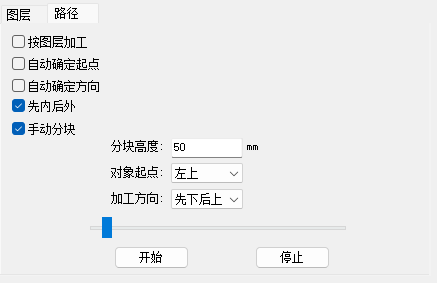 图层 路径
按图层加工
自动确定起点
自动确定方向
先内后外
手动分块
分块高度: 50 mm
对象起点: 左上
加工方向: 先下后上
开始 停止